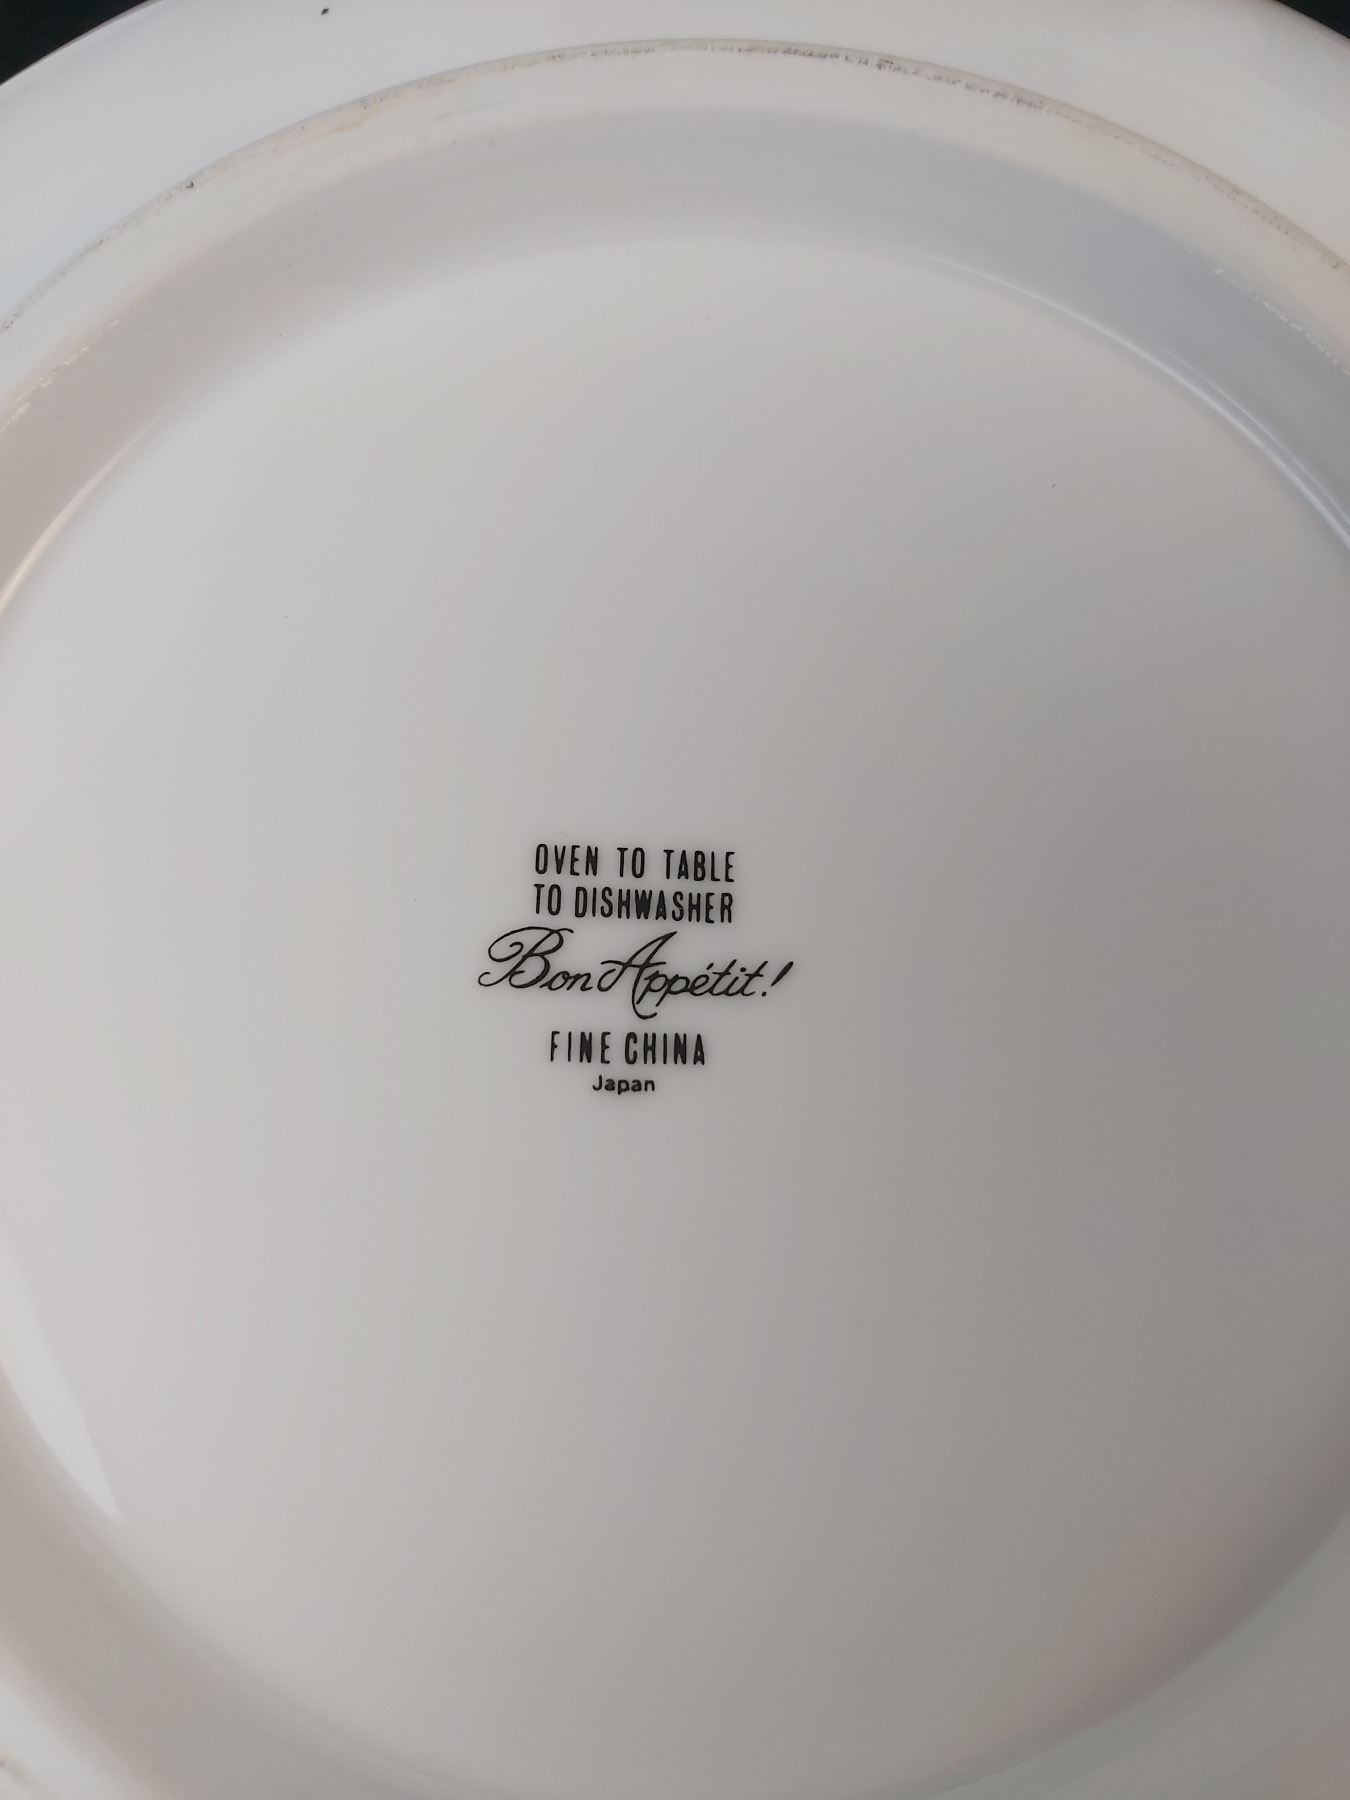 OVEN TO TABLE
TO DISHWASHER
Bon Appétit!
FINE CHINA
Japan